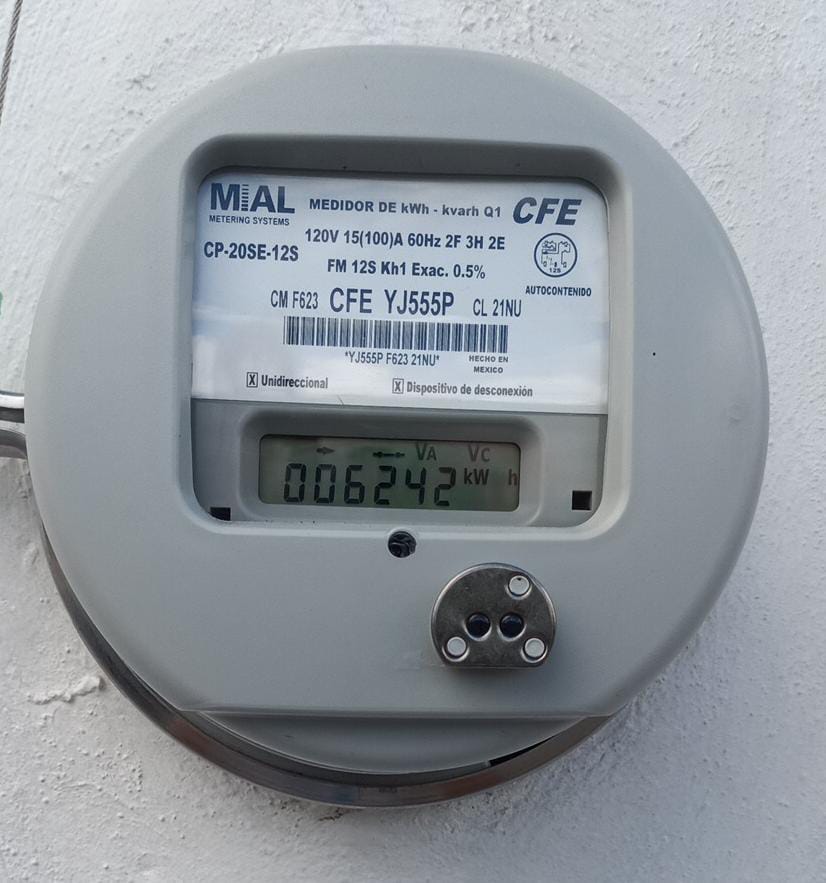 MIAL
METERING SYSTEMS
MEDIDOR DE kWh - kvarh Q1
CFE
120V 15(100)A 60Hz 2F 3H 2E
CP-20SE-12S
FM 12S Kh1 Exac. 0.5%
12S
AUTOCONTENIDO
CM F623 CFE YJ555P CL 21NU
*YJ555P F623 21NU*
HECHO EN
MEXICO
X Unidireccional
X Dispositivo de desconexión
VA VC
006242 kW h